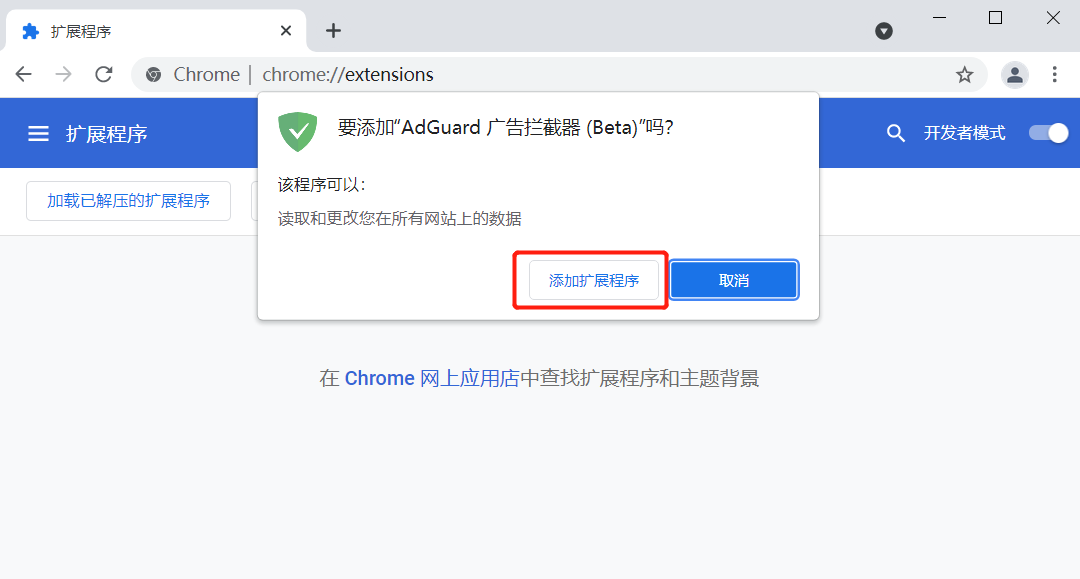 扩展程序
Chrome | chrome://extensions
扩展程序
开发者模式
加载已解压的扩展程序
要添加“AdGuard 广告拦截器 (Beta)”吗?
该程序可以：
读取和更改您在所有网站上的数据
添加扩展程序
取消
在 Chrome 网上应用店中查找扩展程序和主题背景